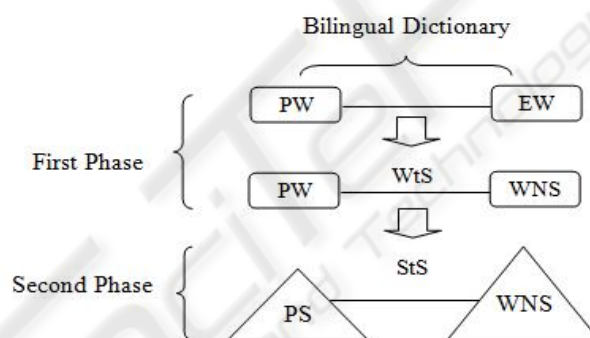 Bilingual Dictionary
PW
EW
First Phase
WtS
PW
WNS
StS
Second Phase
PS
WNS